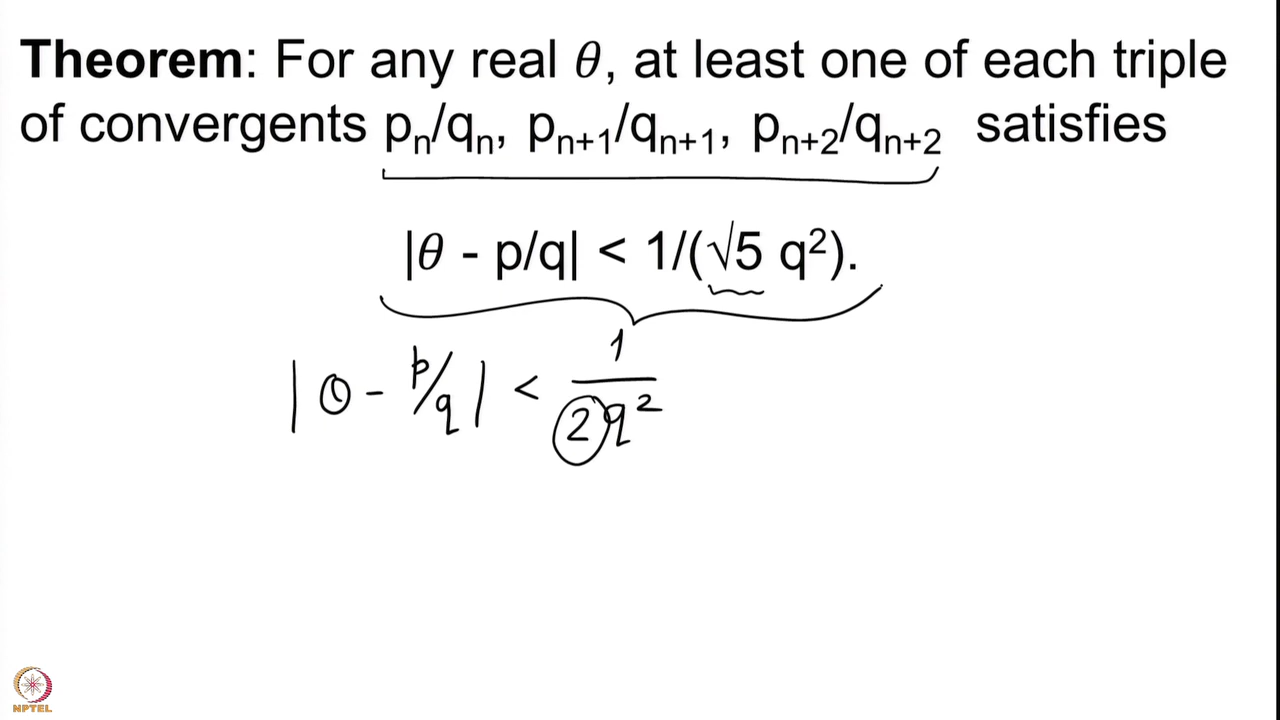 Theorem: For any real θ, at least one of each triple
of convergents pₙ/qₙ, pₙ₊₁/qₙ₊₁, pₙ₊₂/qₙ₊₂ satisfies
|θ - p/q| < 1/(√5 q²).
|θ - p/q| < 1/2q²
NPTEL